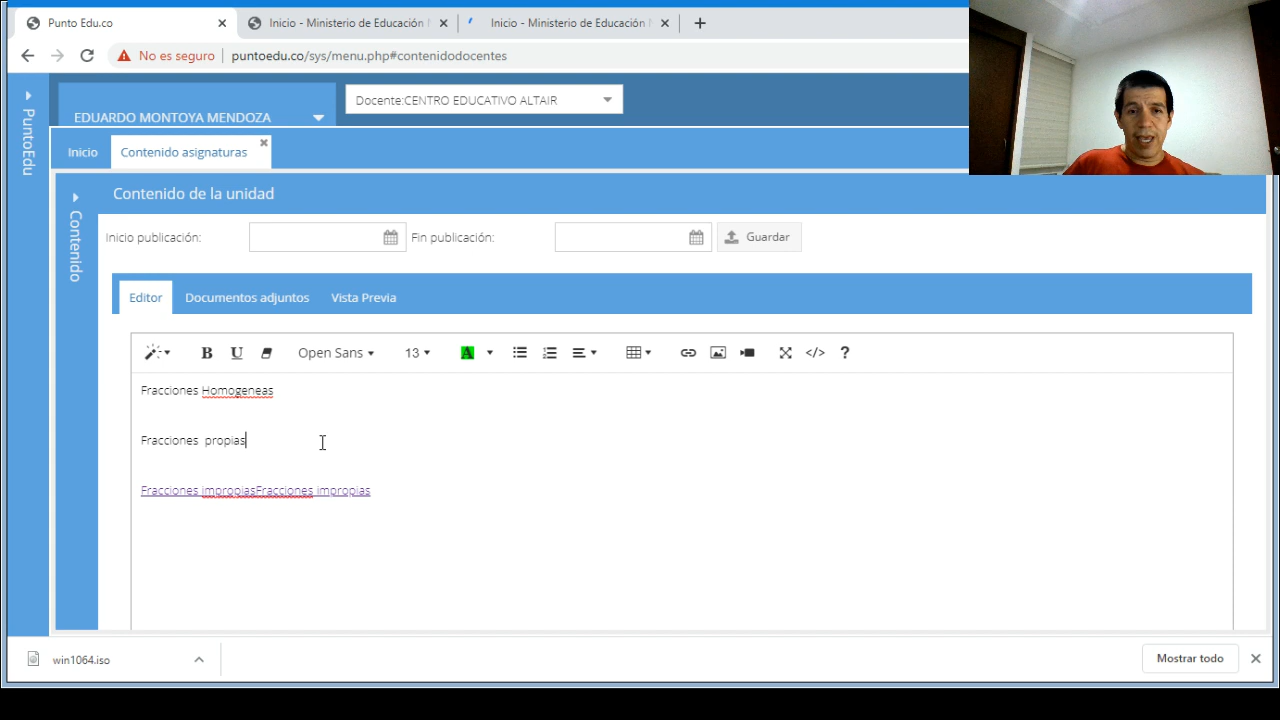 Punto Edu.co
Inicio - Ministerio de Educación
Inicio - Ministerio de Educación
No es seguro
puntoedu.co/sys/menu.php#contenidodocentes
PuntoEdu
EDUARDO MONTOYA MENDOZA
Docente:CENTRO EDUCATIVO ALTAIR
Inicio
Contenido asignaturas
Contenido
Contenido de la unidad
Inicio publicación:
Fin publicación:
Guardar
Editor
Documentos adjuntos
Vista Previa
B U Open Sans 13 A </> ?
Fracciones Homogeneas
Fracciones propias
Fracciones impropiasFracciones impropias
win1064.iso
Mostrar todo